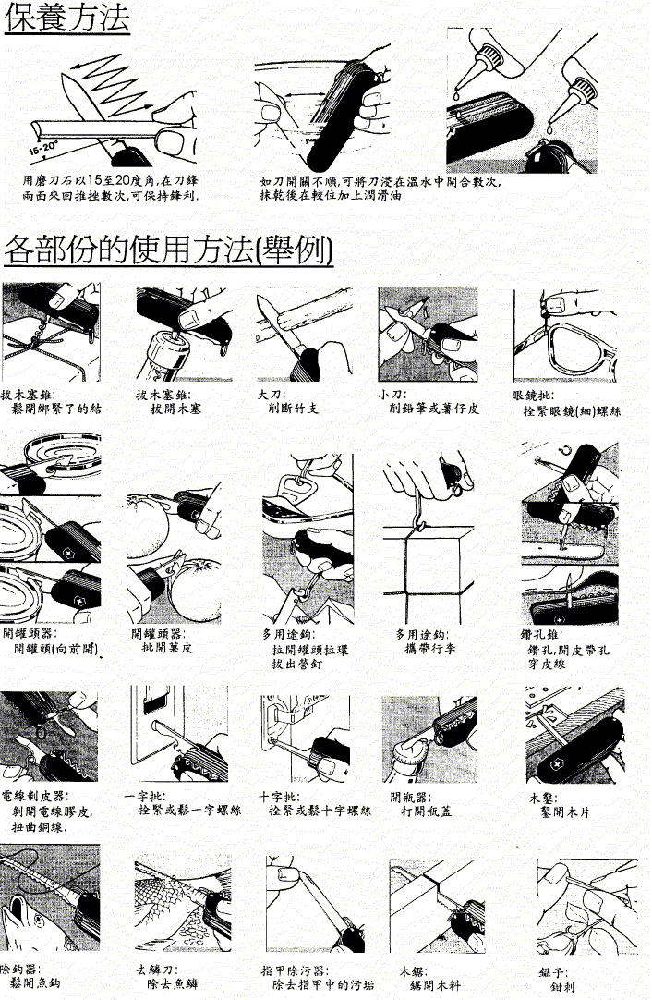 保養方法
15-20°
用磨刀石以15至20度角,在刀鋒
兩面來回推挫數次,可保持鋒利.
如刀開關不順,可將刀浸在溫水中開合數次,
抹乾後在較位加上潤滑油
各部份的使用方法(舉例)
拔木塞錐:
鬆開綁緊了的結
拔木塞錐:
拔開木塞
大刀:
削斷竹支
小刀:
削鉛筆或薯仔皮
眼鏡批:
拴緊眼鏡(細)螺絲
開罐頭器:
開罐頭(向前開)
開罐頭器:
批開菓皮
多用途鈎:
拉開罐頭拉環
拔出營釘
多用途鈎:
攜帶行李
鑽孔錐:
鑽孔,開皮帶孔
穿皮線
電線剝皮器:
剝開電線膠皮,
扭曲銅線.
一字批:
拴緊或鬆一字螺絲
十字批:
拴緊或鬆十字螺絲
開瓶器:
打開瓶蓋
木鑿:
鑿開木片
除鈎器:
鬆開魚鈎
去鱗刀:
除去魚鱗
指甲除污器:
除去指甲中的污垢
木鋸:
鋸開木料
鑷子:
鉗刺